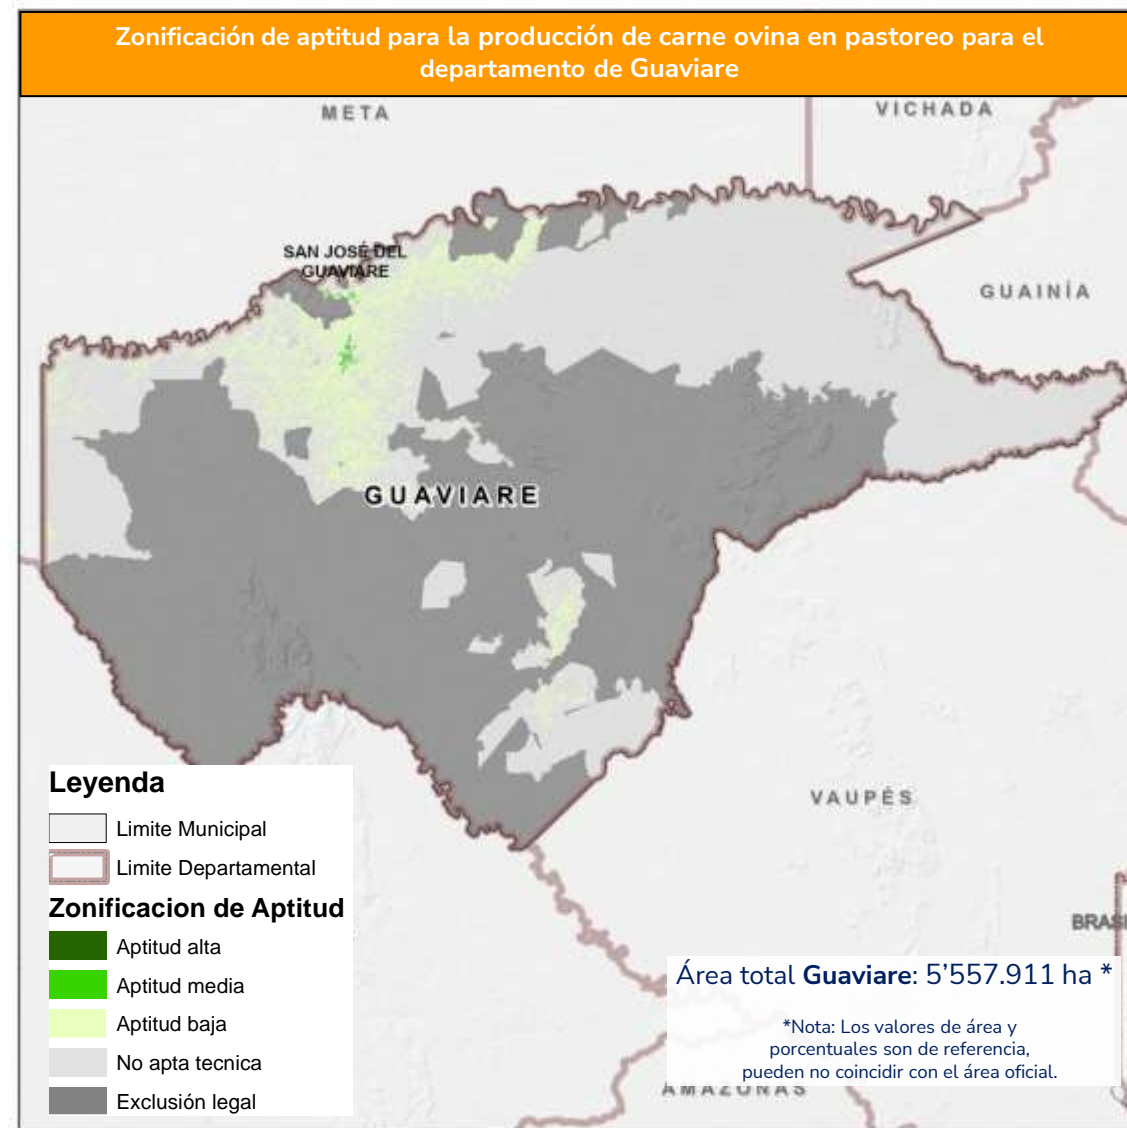 Zonificación de aptitud para la producción de carne ovina en pastoreo para el
departamento de Guaviare
META
VICHADA
SAN JOSÉ DEL
GUAVIARE
GUAINÍA
GUAVIARE
VAUPÉS
Leyenda
Limite Municipal
Limite Departamental
Zonificacion de Aptitud
Aptitud alta
Aptitud media
Aptitud baja
No apta tecnica
Exclusión legal
BRASI
Área total Guaviare: 5’557.911 ha *
*Nota: Los valores de área y
porcentuales son de referencia,
pueden no coincidir con el área oficial.
AMAZONAS